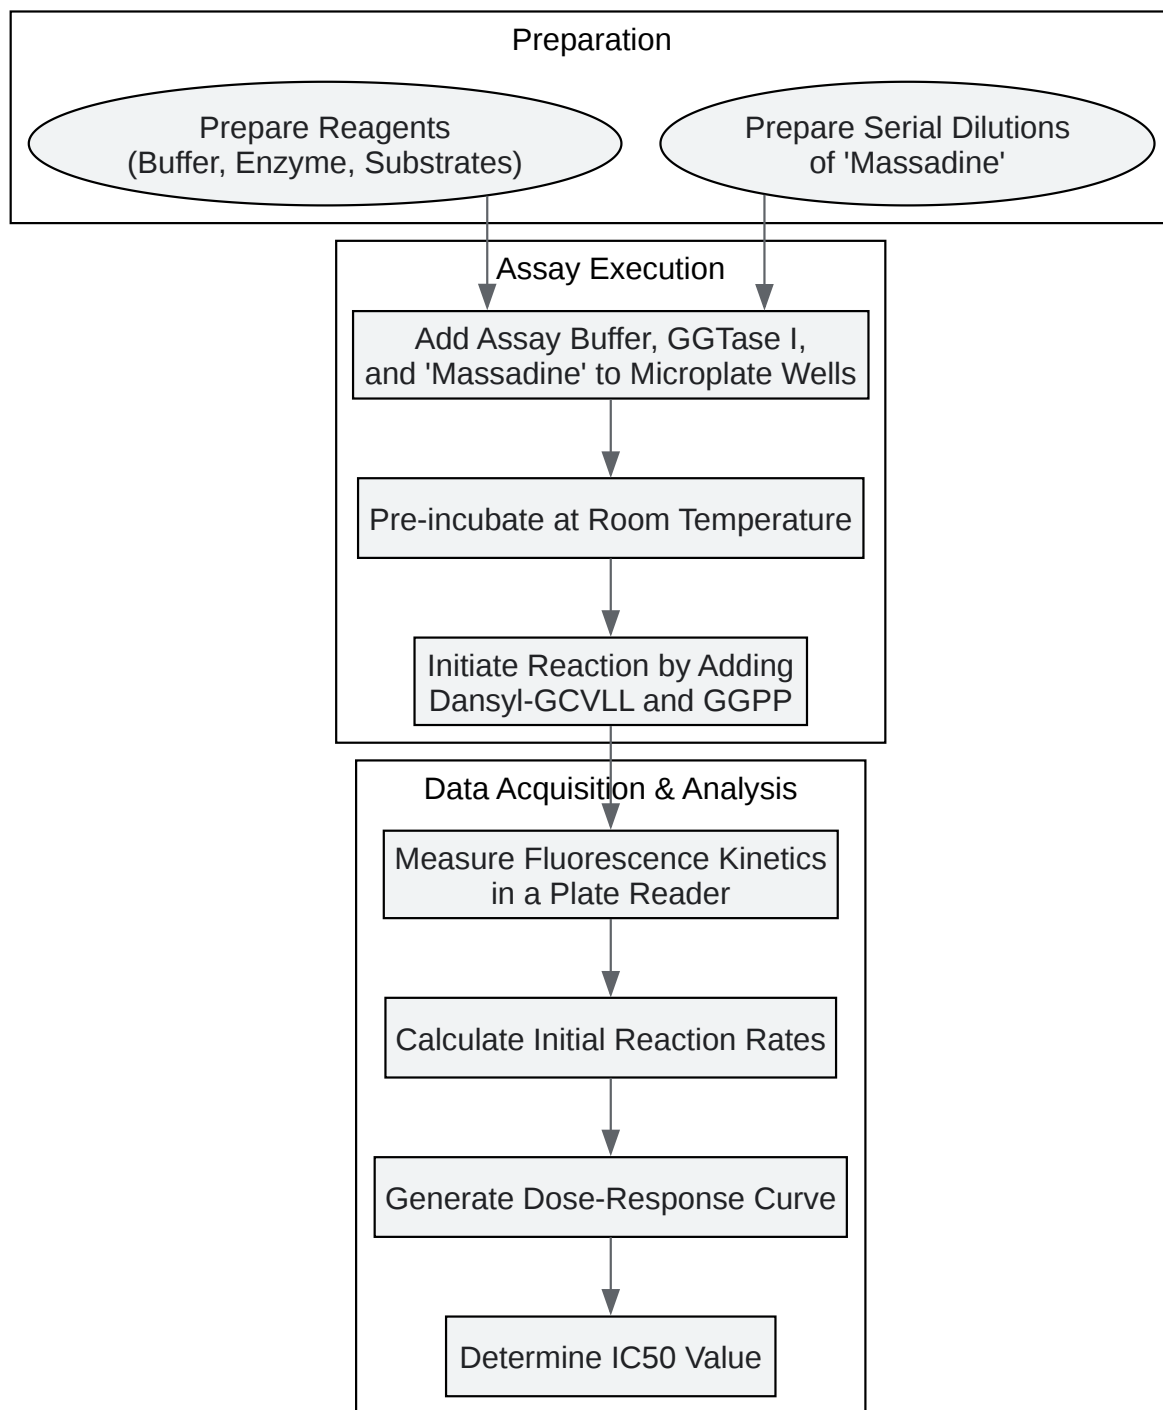 Preparation
Prepare Reagents
(Buffer, Enzyme, Substrates)
Prepare Serial Dilutions
of 'Massadine'
Assay Execution
Add Assay Buffer, GGTase I,
and 'Massadine' to Microplate Wells
Pre-incubate at Room Temperature
Initiate Reaction by Adding
Dansyl-GCVLL and GGPP
Data Acquisition & Analysis
Measure Fluorescence Kinetics
in a Plate Reader
Calculate Initial Reaction Rates
Generate Dose-Response Curve
Determine IC50 Value